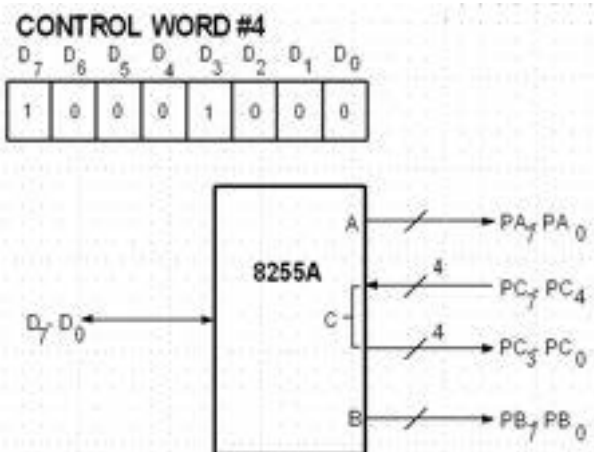 CONTROL WORD #4
D7 D6 D5 D4 D3 D2 D1 D0
1 0 0 0 1 0 0 0
A PA7- PA0
8255A
4 PC7- PC4
D7- D0
C
4 PC3- PC0
B PB7- PB0